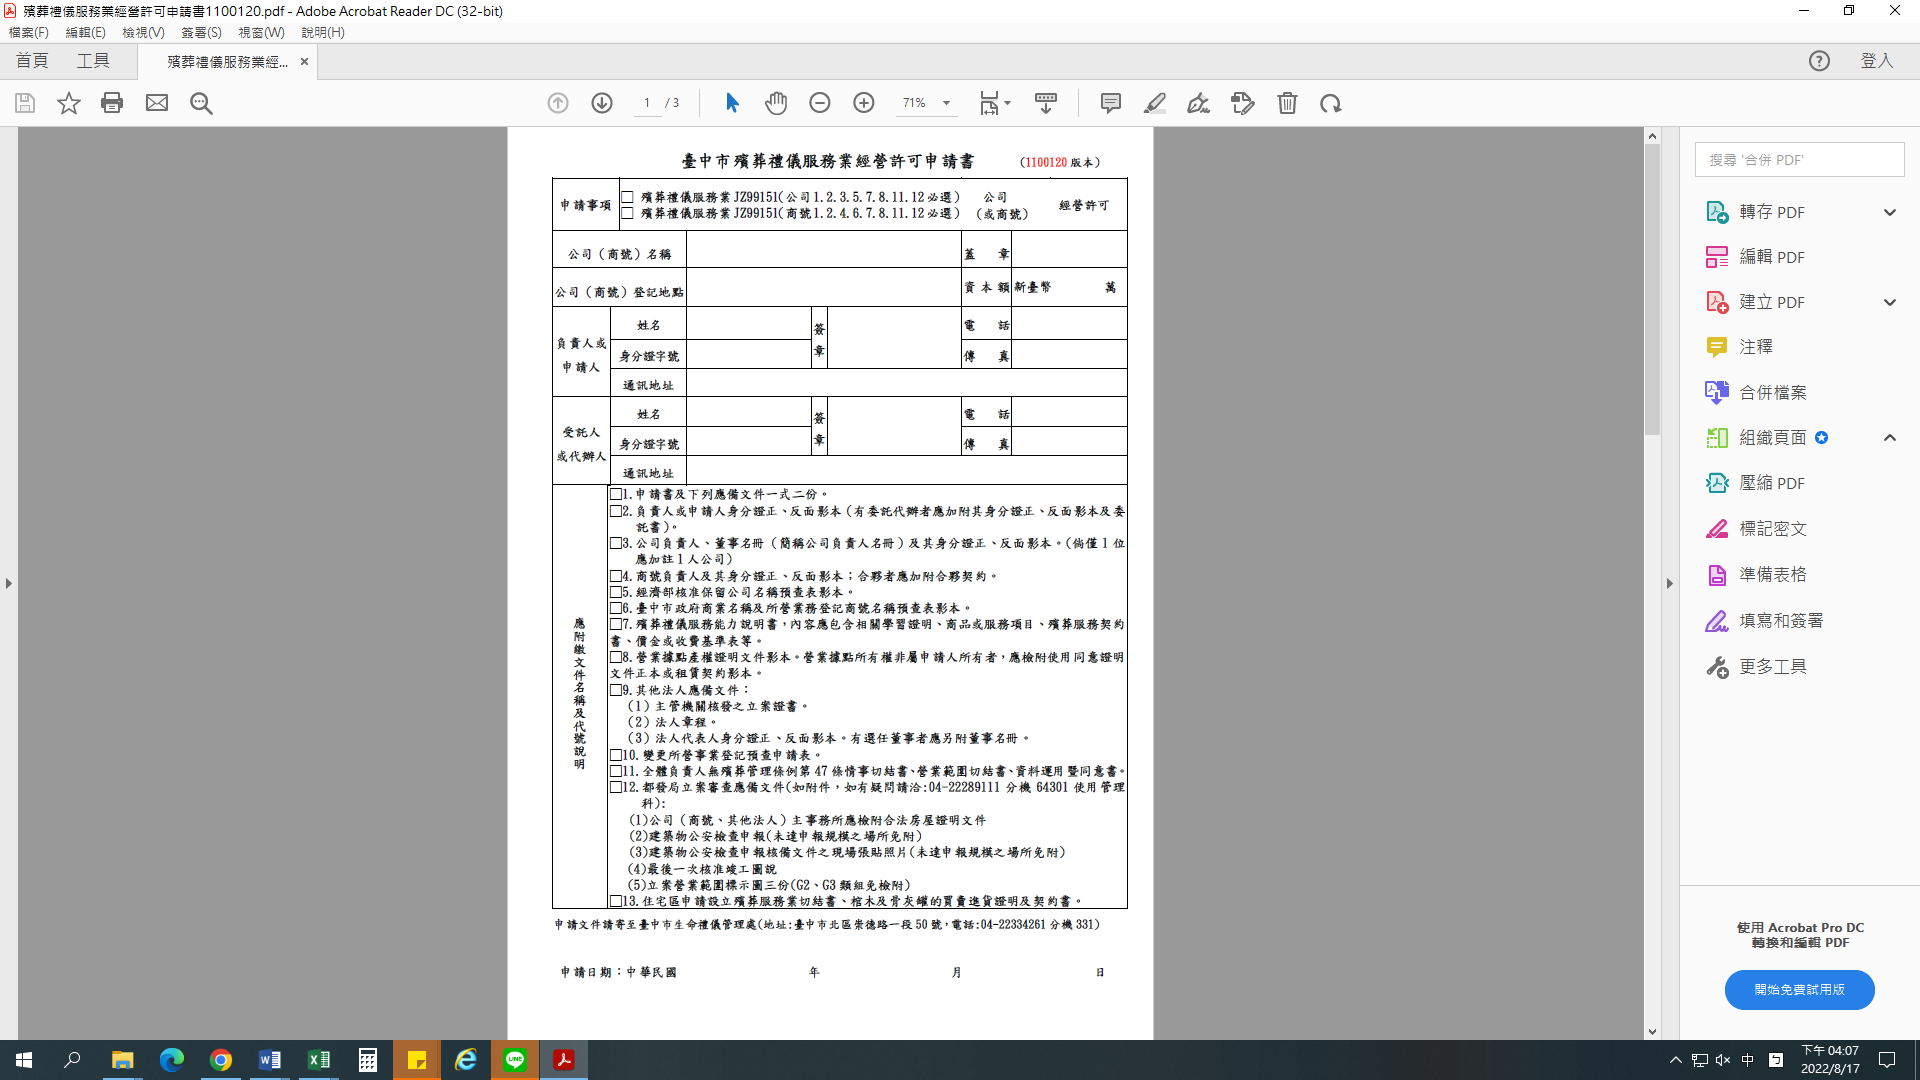 殯葬禮儀服務業經營許可申請書1100120.pdf - Adobe Acrobat Reader DC (32-bit)
檔案(F) 編輯(E) 檢視(V) 簽署(S) 視窗(W) 說明(H)
首頁 工具 殯葬禮儀服務業經... × 登入
1 / 3 71%
臺中市殯葬禮儀服務業經營許可申請書 (1100120版本)
申請事項
□ 殯葬禮儀服務業JZ99151(公司1.2.3.5.7.8.11.12必選)
□ 殯葬禮儀服務業JZ99151(商號1.2.4.6.7.8.11.12必選)
公司
(或商號)
經營許可
公司(商號)名稱 蓋 章
公司(商號)登記地點 資本額 新臺幣 萬
負責人或
申請人
姓名 簽章 電 話
身分證字號 傳 真
通訊地址
受託人
或代辦人
姓名 簽章 電 話
身分證字號 傳 真
通訊地址
應附繳文件名稱及代號說明
□1.申請書及下列應備文件一式二份。
□2.負責人或申請人身分證正、反面影本(有委託代辦者應加附其身分證正、反面影本及委
託書)。
□3.公司負責人、董事名冊(簡稱公司負責人名冊)及其身分證正、反面影本。(倘僅1位
應加註1人公司)
□4.商號負責人及其身分證正、反面影本;合夥者應加附合夥契約。
□5.經濟部核准保留公司名稱預查表影本。
□6.臺中市政府商業名稱及所營業務登記商號名稱預查表影本。
□7.殯葬禮儀服務能力說明書,內容應包含相關學習證明、商品或服務項目、殯葬服務契約
書、價金或收費基準表等。
□8.營業據點產權證明文件影本。營業據點所有權非屬申請人所有者,應檢附使用同意證明
文件正本或租賃契約影本。
□9.其他法人應備文件:
(1)主管機關核發之立案證書。
(2)法人章程。
(3)法人代表人身分證正、反面影本。有選任董事者應另附董事名冊。
□10.變更所營事業登記預查申請表。
□11.全體負責人無殯葬管理條例第47條情事切結書、營業範圍切結書、資料運用暨同意書。
□12.都發局立案審查應備文件(如附件,如有疑問請洽:04-22289111分機64301使用管理
科):
(1)公司(商號、其他法人)主事務所應檢附合法房屋證明文件
(2)建築物公安檢查申報(未達申報規模之場所免附)
(3)建築物公安檢查申報核備文件之現場張貼照片(未達申報規模之場所免附)
(4)最後一次核准竣工圖說
(5)立案營業範圍標示圖三份(G2、G3類組免檢附)
□13.住宅區申請設立殯葬服務業切結書、棺木及骨灰罐的買賣進貨證明及契約書。
申請文件請寄至臺中市生命禮儀管理處(地址:臺中市北區崇德路一段50號,電話:04-22334261分機331)
申請日期:中華民國 年 月 日
搜尋 '合併 PDF'
轉存 PDF
編輯 PDF
建立 PDF
注釋
合併檔案
組織頁面
壓縮 PDF
標記密文
準備表格
填寫和簽署
更多工具
使用 Acrobat Pro DC
轉換和編輯 PDF
開始免費試用版
中
下午 04:07
2022/8/17